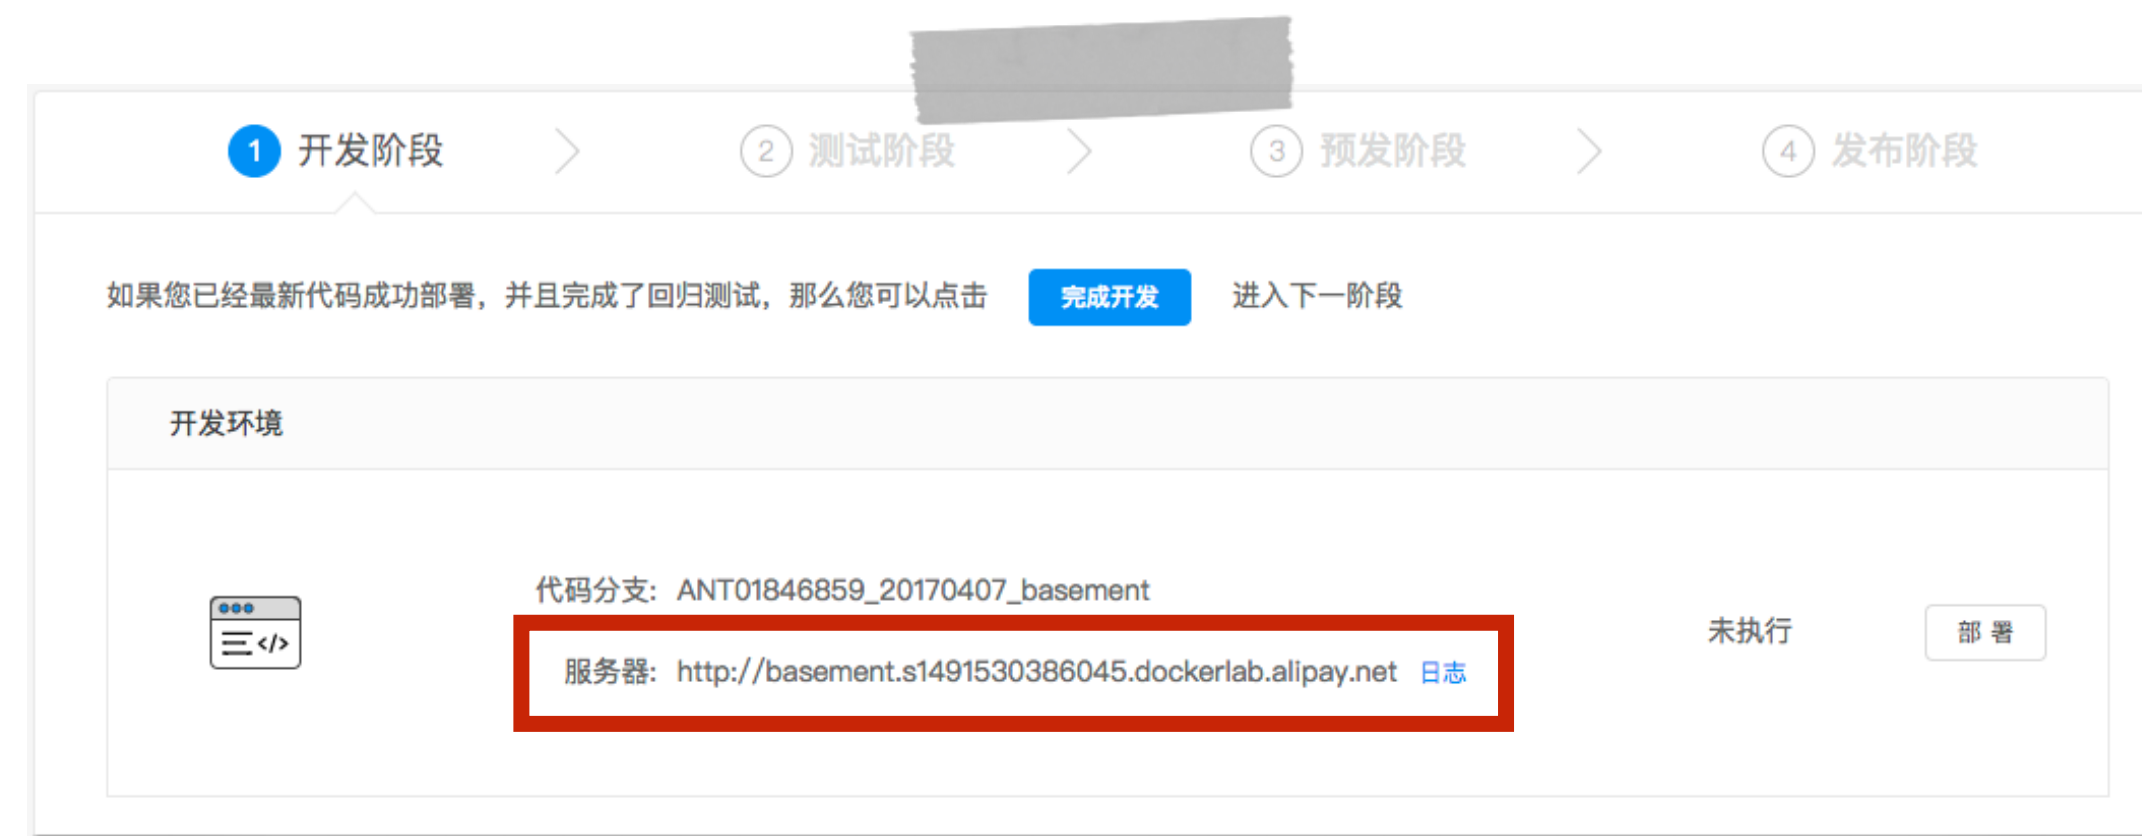 1 开发阶段 2 测试阶段 3 预发阶段 4 发布阶段
如果您已经最新代码成功部署，并且完成了回归测试，那么您可以点击 完成开发 进入下一阶段
开发环境
代码分支: ANT01846859_20170407_basement
</>
服务器: http://basement.s1491530386045.dockerlab.alipay.net 日志
未执行 部 署